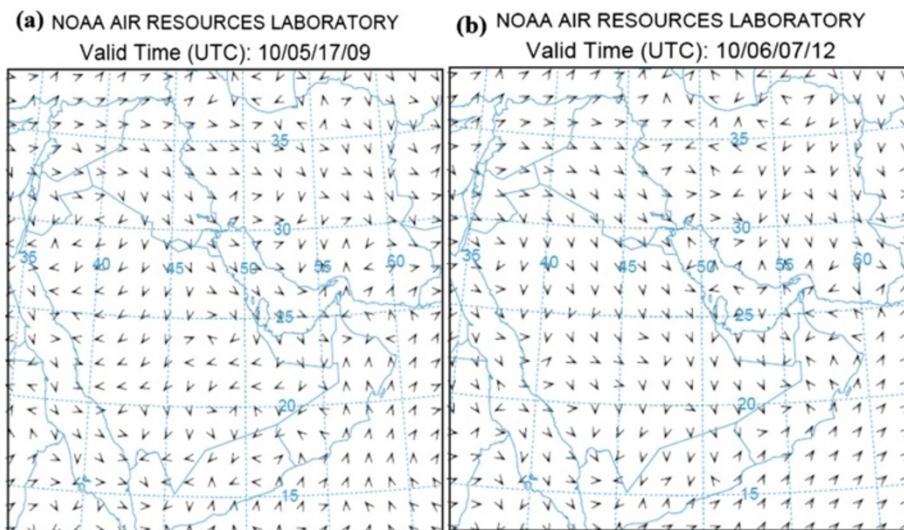 (a) NOAA AIR RESOURCES LABORATORY
Valid Time (UTC): 10/05/17/09
35
30
35 40 45 50 55 60
25
20
15
(b) NOAA AIR RESOURCES LABORATORY
Valid Time (UTC): 10/06/07/12
35
30
35 40 45 50 55 60
25
20
15